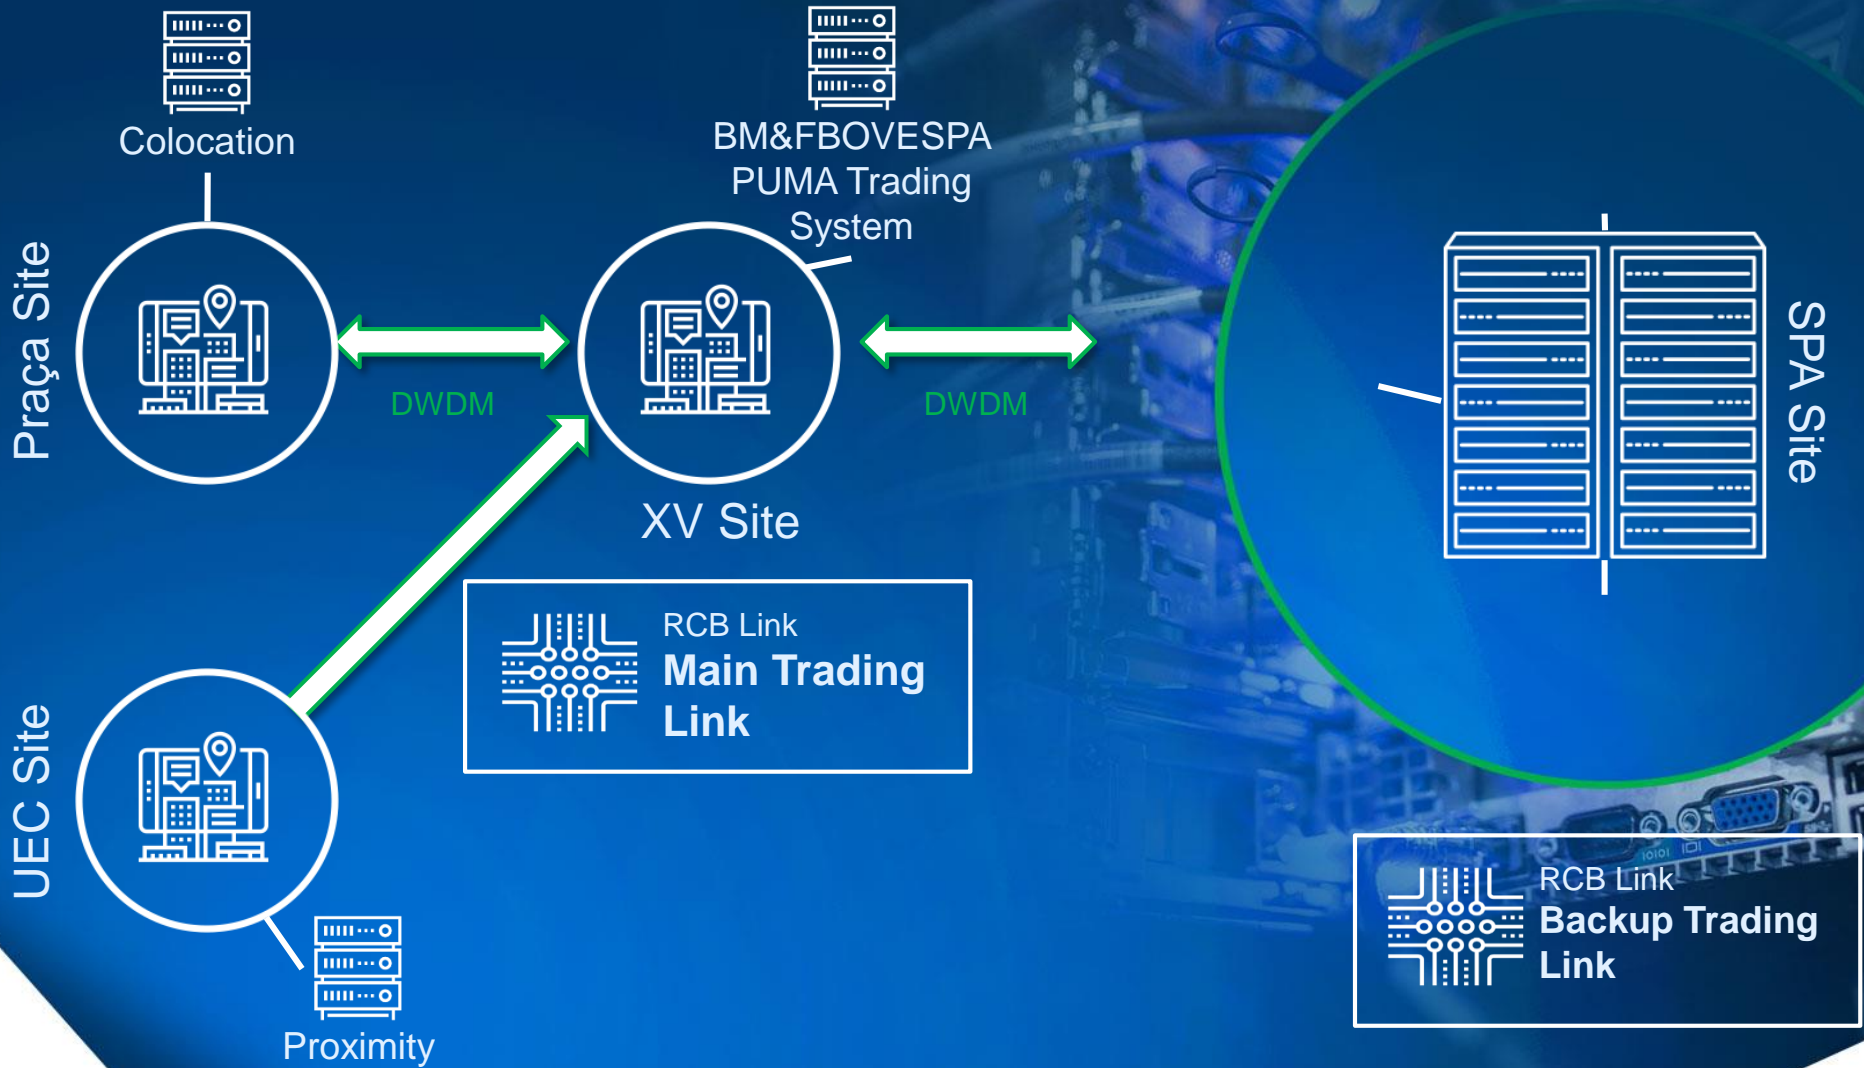 Colocation
BM&FBOVESPA
PUMA Trading
System
Praça Site
DWDM
DWDM
SPA Site
XV Site
RCB Link
Main Trading
Link
UEC Site
Proximity
RCB Link
Backup Trading
Link
10101